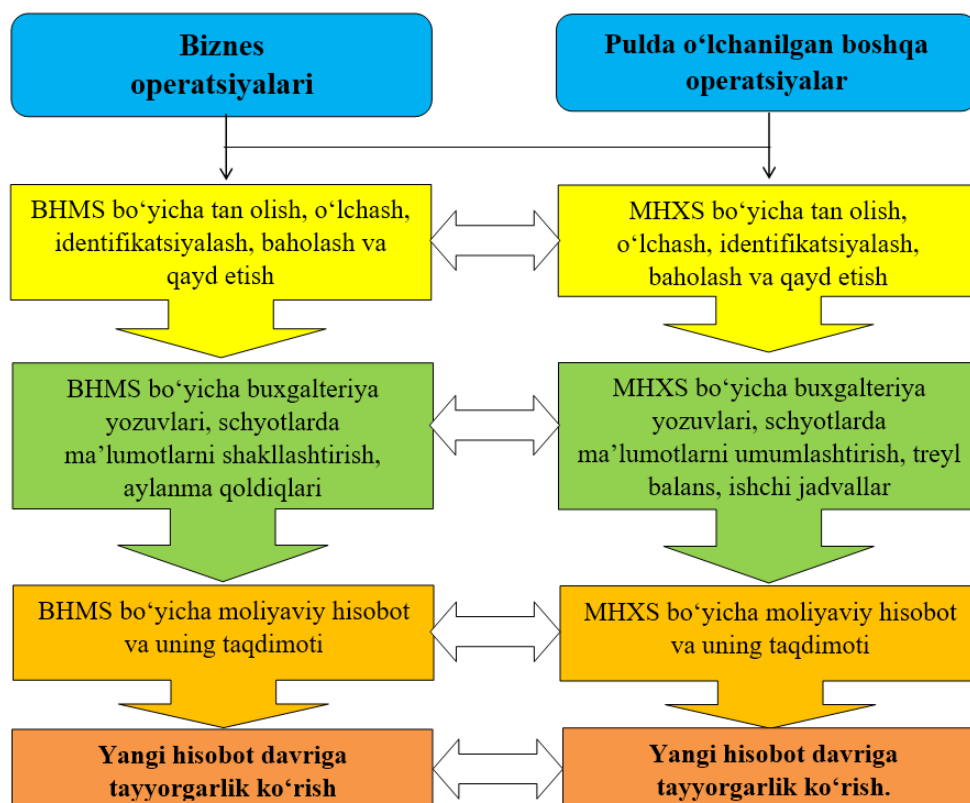 Biznes
operatsiyalari
Pulda o‘lchanilgan boshqa
operatsiyalar
BHMS bo‘yicha tan olish, o‘lchash,
identifikatsiyalash, baholash va
qayd etish
MHXS bo‘yicha tan olish,
o‘lchash, identifikatsiyalash,
baholash va qayd etish
BHMS bo‘yicha buxgalteriya
yozuvlari, schyotlarda
ma’lumotlarni shakllashtirish,
aylanma qoldiqlari
MHXS bo‘yicha buxgalteriya
yozuvlari, schyotlarda
ma’lumotlarni umumlashtirish, treyl
balans, ishchi jadvallar
BHMS bo‘yicha moliyaviy hisobot
va uning taqdimoti
MHXS bo‘yicha moliyaviy hisobot
va uning taqdimoti
Yangi hisobot davriga
tayyorgarlik ko‘rish
Yangi hisobot davriga
tayyorgarlik ko‘rish.